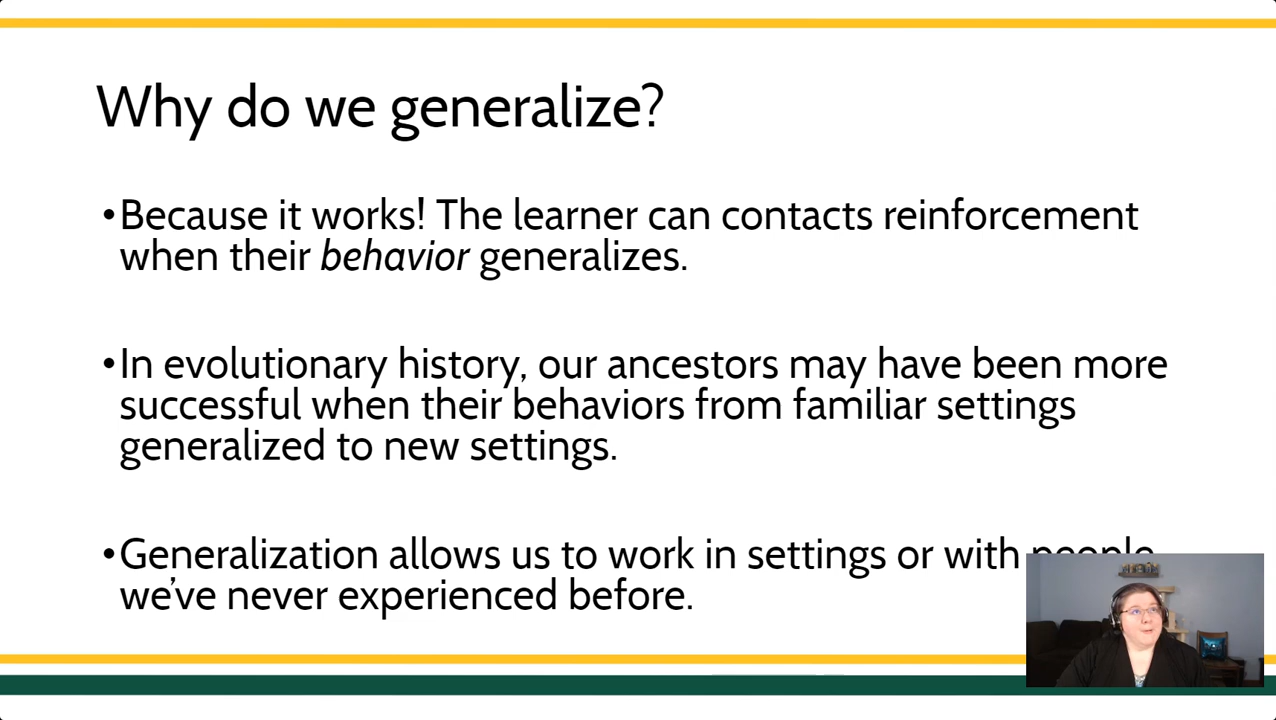 Why do we generalize?
•Because it works! The learner can contacts reinforcement
when their behavior generalizes.
•In evolutionary history, our ancestors may have been more
successful when their behaviors from familiar settings
generalized to new settings.
•Generalization allows us to work in settings or with people
we’ve never experienced before.